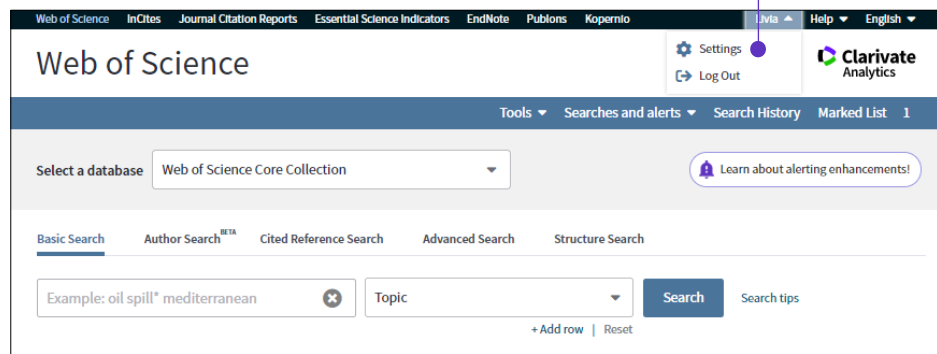 Web of Science InCites Journal Citation Reports Essential Science Indicators EndNote Publons Kopernio Livia Help English
Settings
Log Out
Web of Science
Clarivate
Analytics
Tools Searches and alerts Search History Marked List 1
Select a database Web of Science Core Collection Learn about alerting enhancements!
Basic Search Author Search BETA Cited Reference Search Advanced Search Structure Search
Example: oil spill* mediterranean Topic Search Search tips
+ Add row | Reset